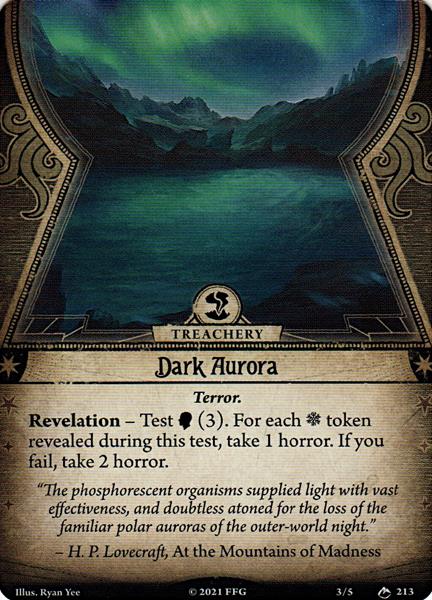 TREACHERY
Dark Aurora
Terror.
Revelation – Test (3). For each token
revealed during this test, take 1 horror. If you
fail, take 2 horror.
“The phosphorescent organisms supplied light with vast
effectiveness, and doubtless atoned for the loss of the
familiar polar auroras of the outer-world night.”
– H. P. Lovecraft, At the Mountains of Madness
Illus. Ryan Yee © 2021 FFG 3/5 213